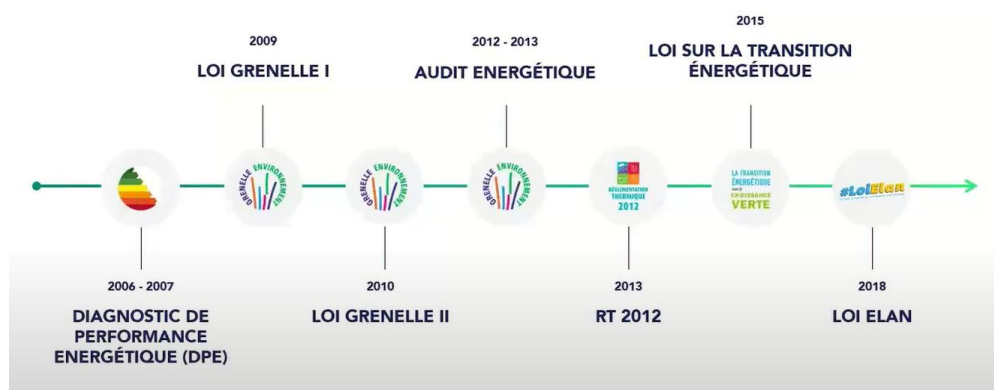 2006 - 2007
DIAGNOSTIC DE
PERFORMANCE
ENERGÉTIQUE (DPE)
2009
LOI GRENELLE I
GRENELLE ENVIRONNEMENT
2010
LOI GRENELLE II
GRENELLE ENVIRONNEMENT
2012 - 2013
AUDIT ENERGÉTIQUE
GRENELLE ENVIRONNEMENT
RÉGLEMENTATION
THERMIQUE
2012
2013
RT 2012
2015
LOI SUR LA TRANSITION
ÉNERGÉTIQUE
LA TRANSITION
ÉNERGÉTIQUE
CROISSANCE
VERTE
#LoiElan
2018
LOI ELAN